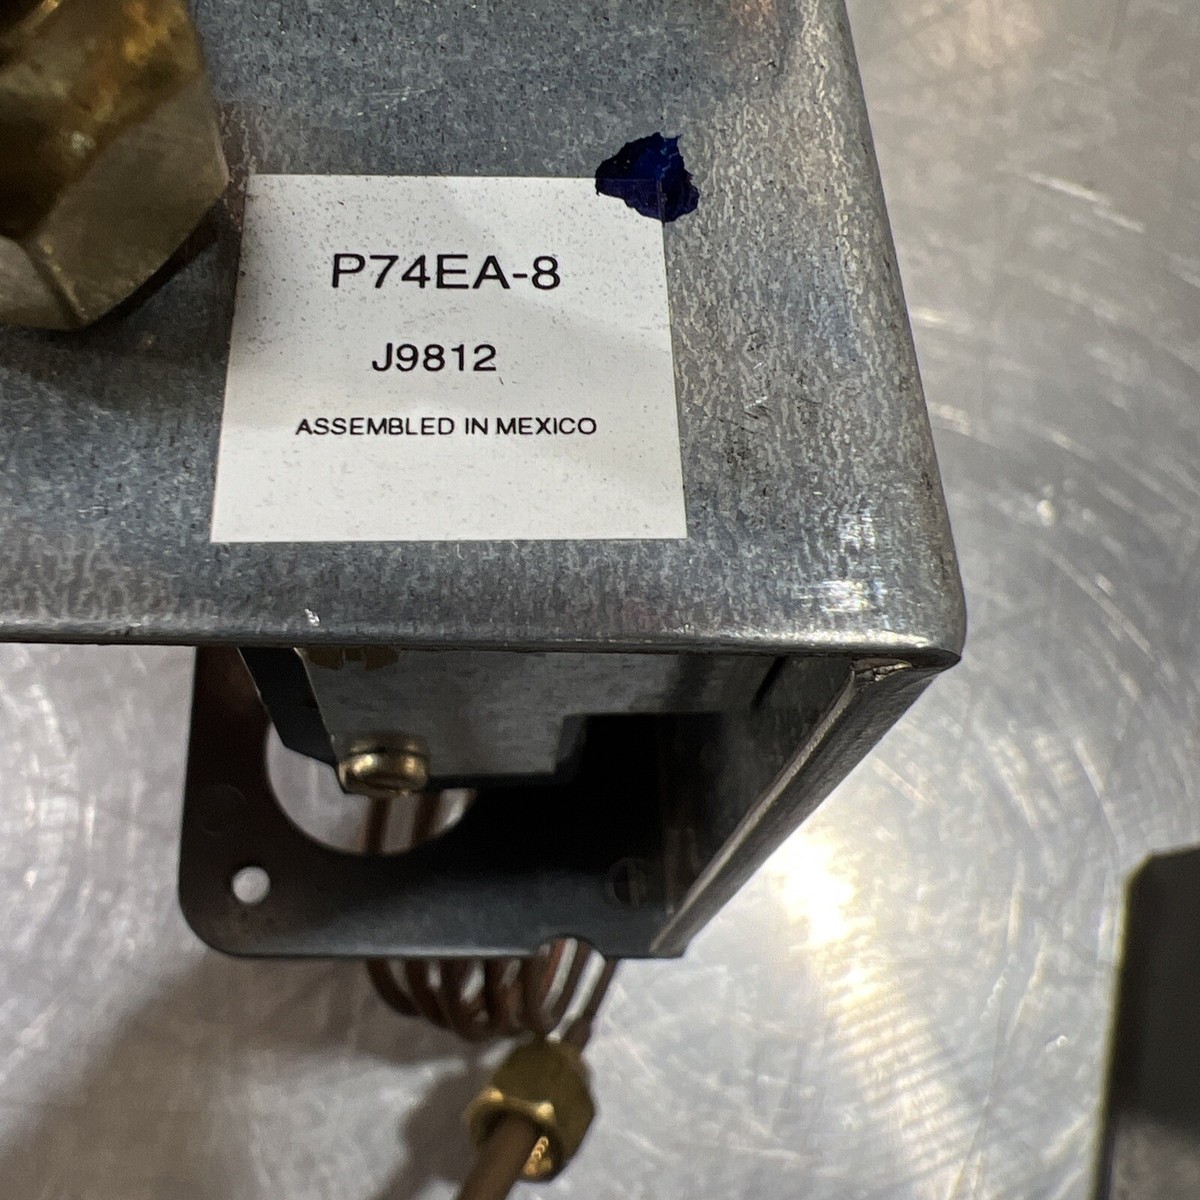 P74EA-8
J9812
ASSEMBLED IN MEXICO